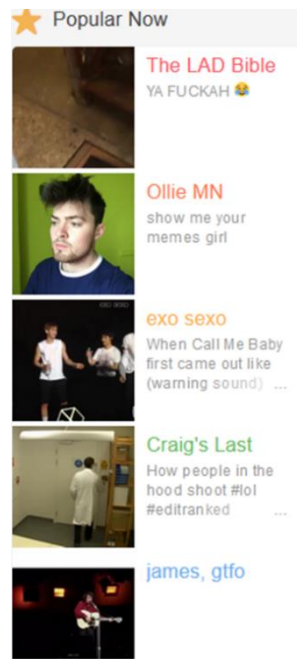 Popular Now
The LAD Bible
YA FUCKAH 😂
Ollie MN
show me your
memes girl
exo sexo
EXO SEXO
When Call Me Baby
first came out like
(warning sound) ...
Craig's Last
How people in the
hood shoot #lol
#editranked ...
james, gtfo